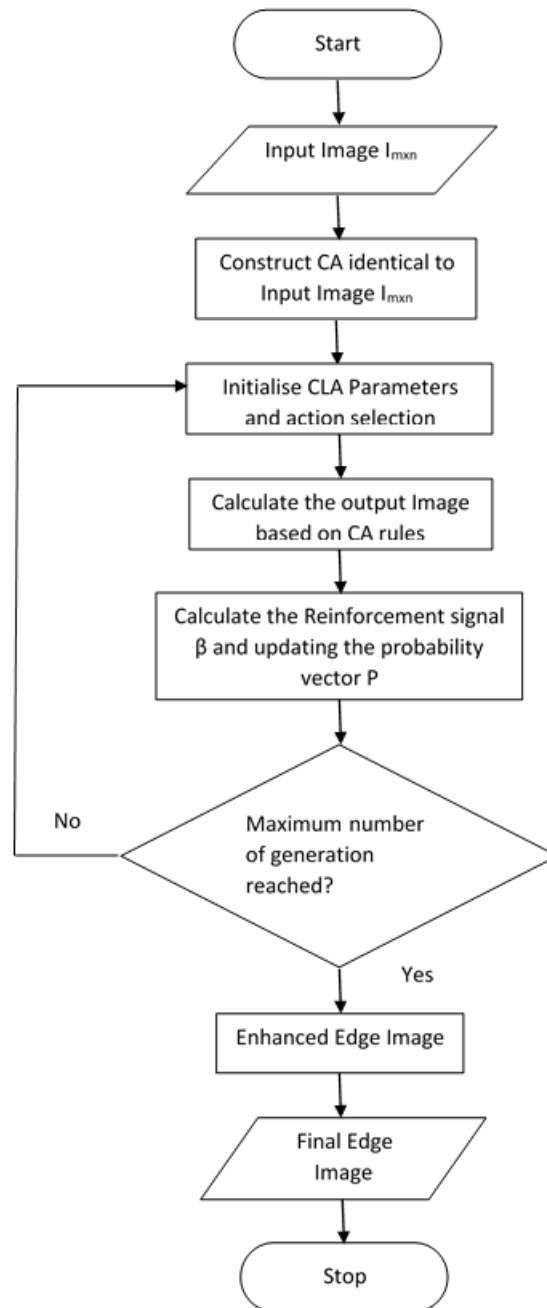 Start
Input Image Imxn
Construct CA identical to
Input Image Imxn
Initialise CLA Parameters
and action selection
Calculate the output Image
based on CA rules
Calculate the Reinforcement signal
β and updating the probability
vector P
No
Maximum number
of generation
reached?
Yes
Enhanced Edge Image
Final Edge
Image
Stop